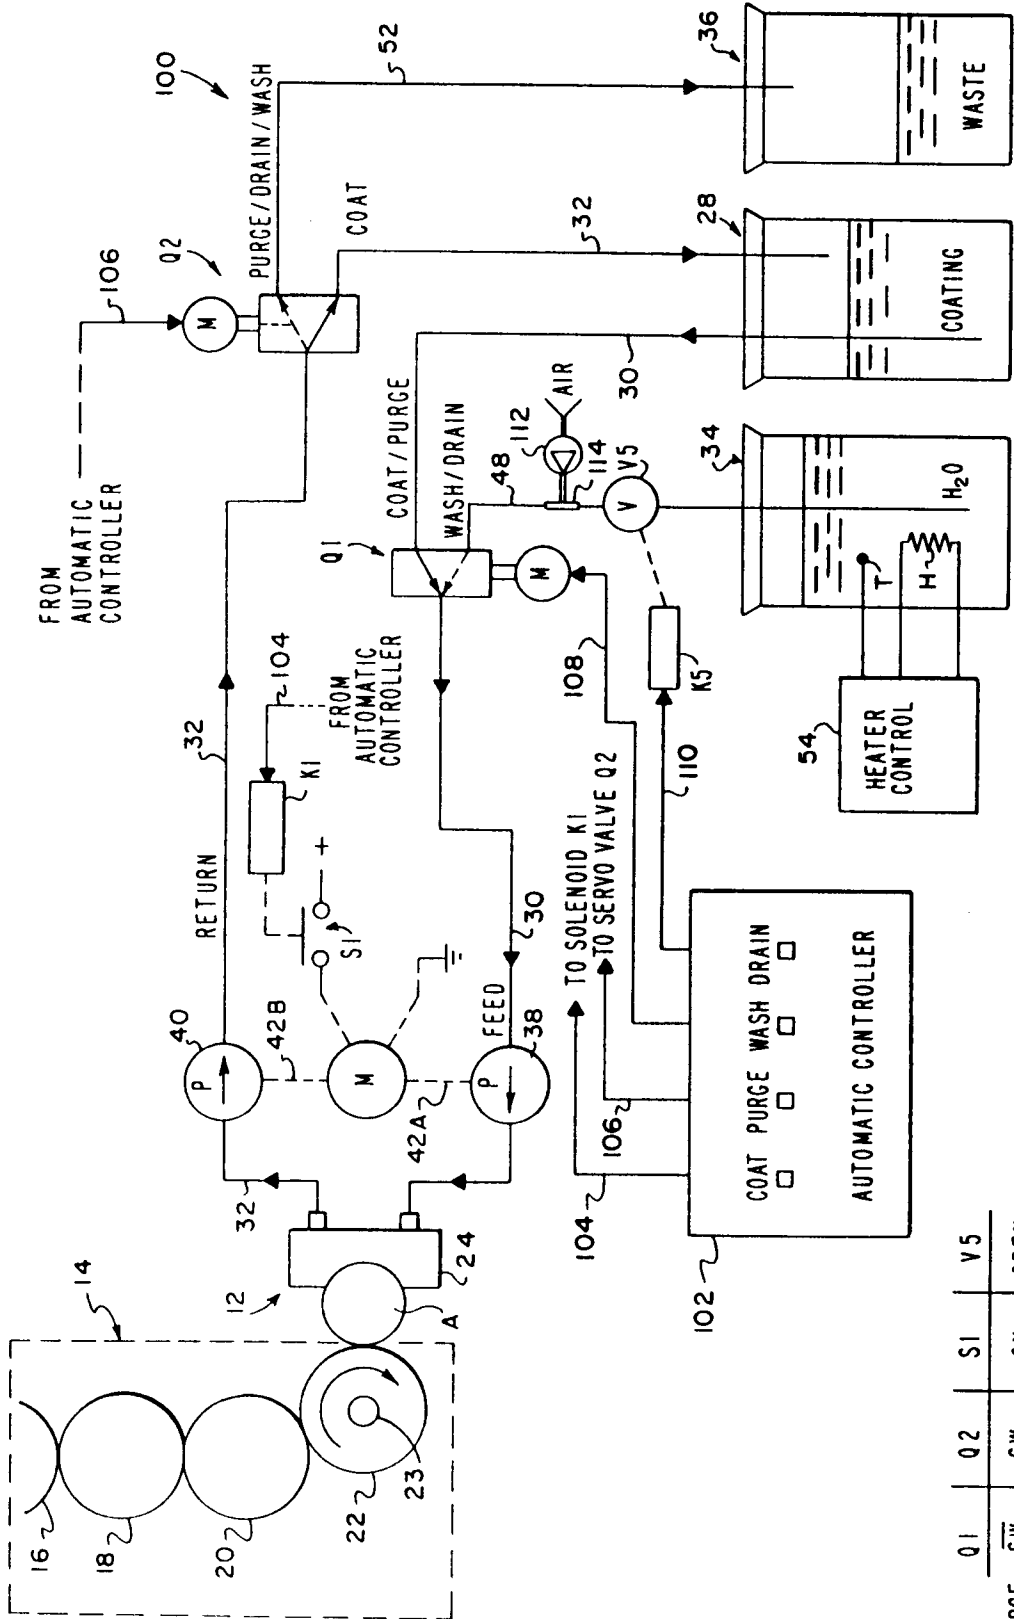 100
PURGE/DRAIN/WASH
52
36
WASTE
Q2
106
M
COAT
32
28
COATING
FROM
AUTOMATIC
CONTROLLER
COAT/PURGE
30
WASH/DRAIN
48
AIR
112
114
V5
V
34
H2O
T
H
Q1
M
108
K5
110
54
HEATER
CONTROL
RETURN
32
K1
104
FROM
AUTOMATIC
CONTROLLER
S1
+
40
P
42B
M
42A
FEED
30
38
P
TO SOLENOID K1
TO SERVO VALVE Q2
104
106
COAT PURGE WASH DRAIN
AUTOMATIC CONTROLLER
102
32
24
12
A
14
16
18
20
22
23
Q1 Q2 S1 V5